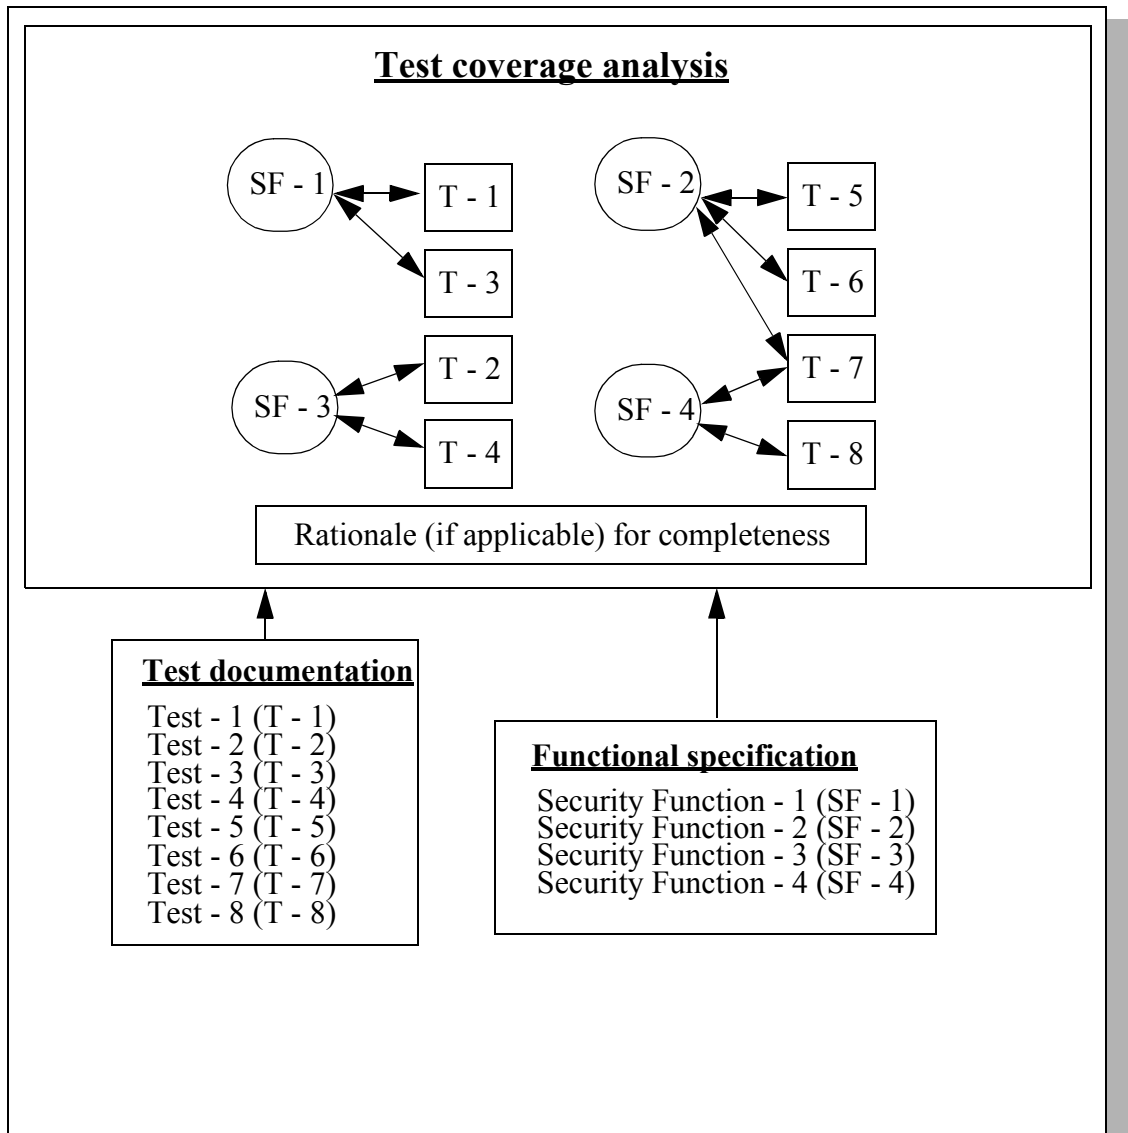 Test coverage analysis
SF - 1
T - 1
T - 3
SF - 2
T - 5
T - 6
T - 7
SF - 3
T - 2
T - 4
SF - 4
T - 8
Rationale (if applicable) for completeness
Test documentation
Test - 1 (T - 1)
Test - 2 (T - 2)
Test - 3 (T - 3)
Test - 4 (T - 4)
Test - 5 (T - 5)
Test - 6 (T - 6)
Test - 7 (T - 7)
Test - 8 (T - 8)
Functional specification
Security Function - 1 (SF - 1)
Security Function - 2 (SF - 2)
Security Function - 3 (SF - 3)
Security Function - 4 (SF - 4)